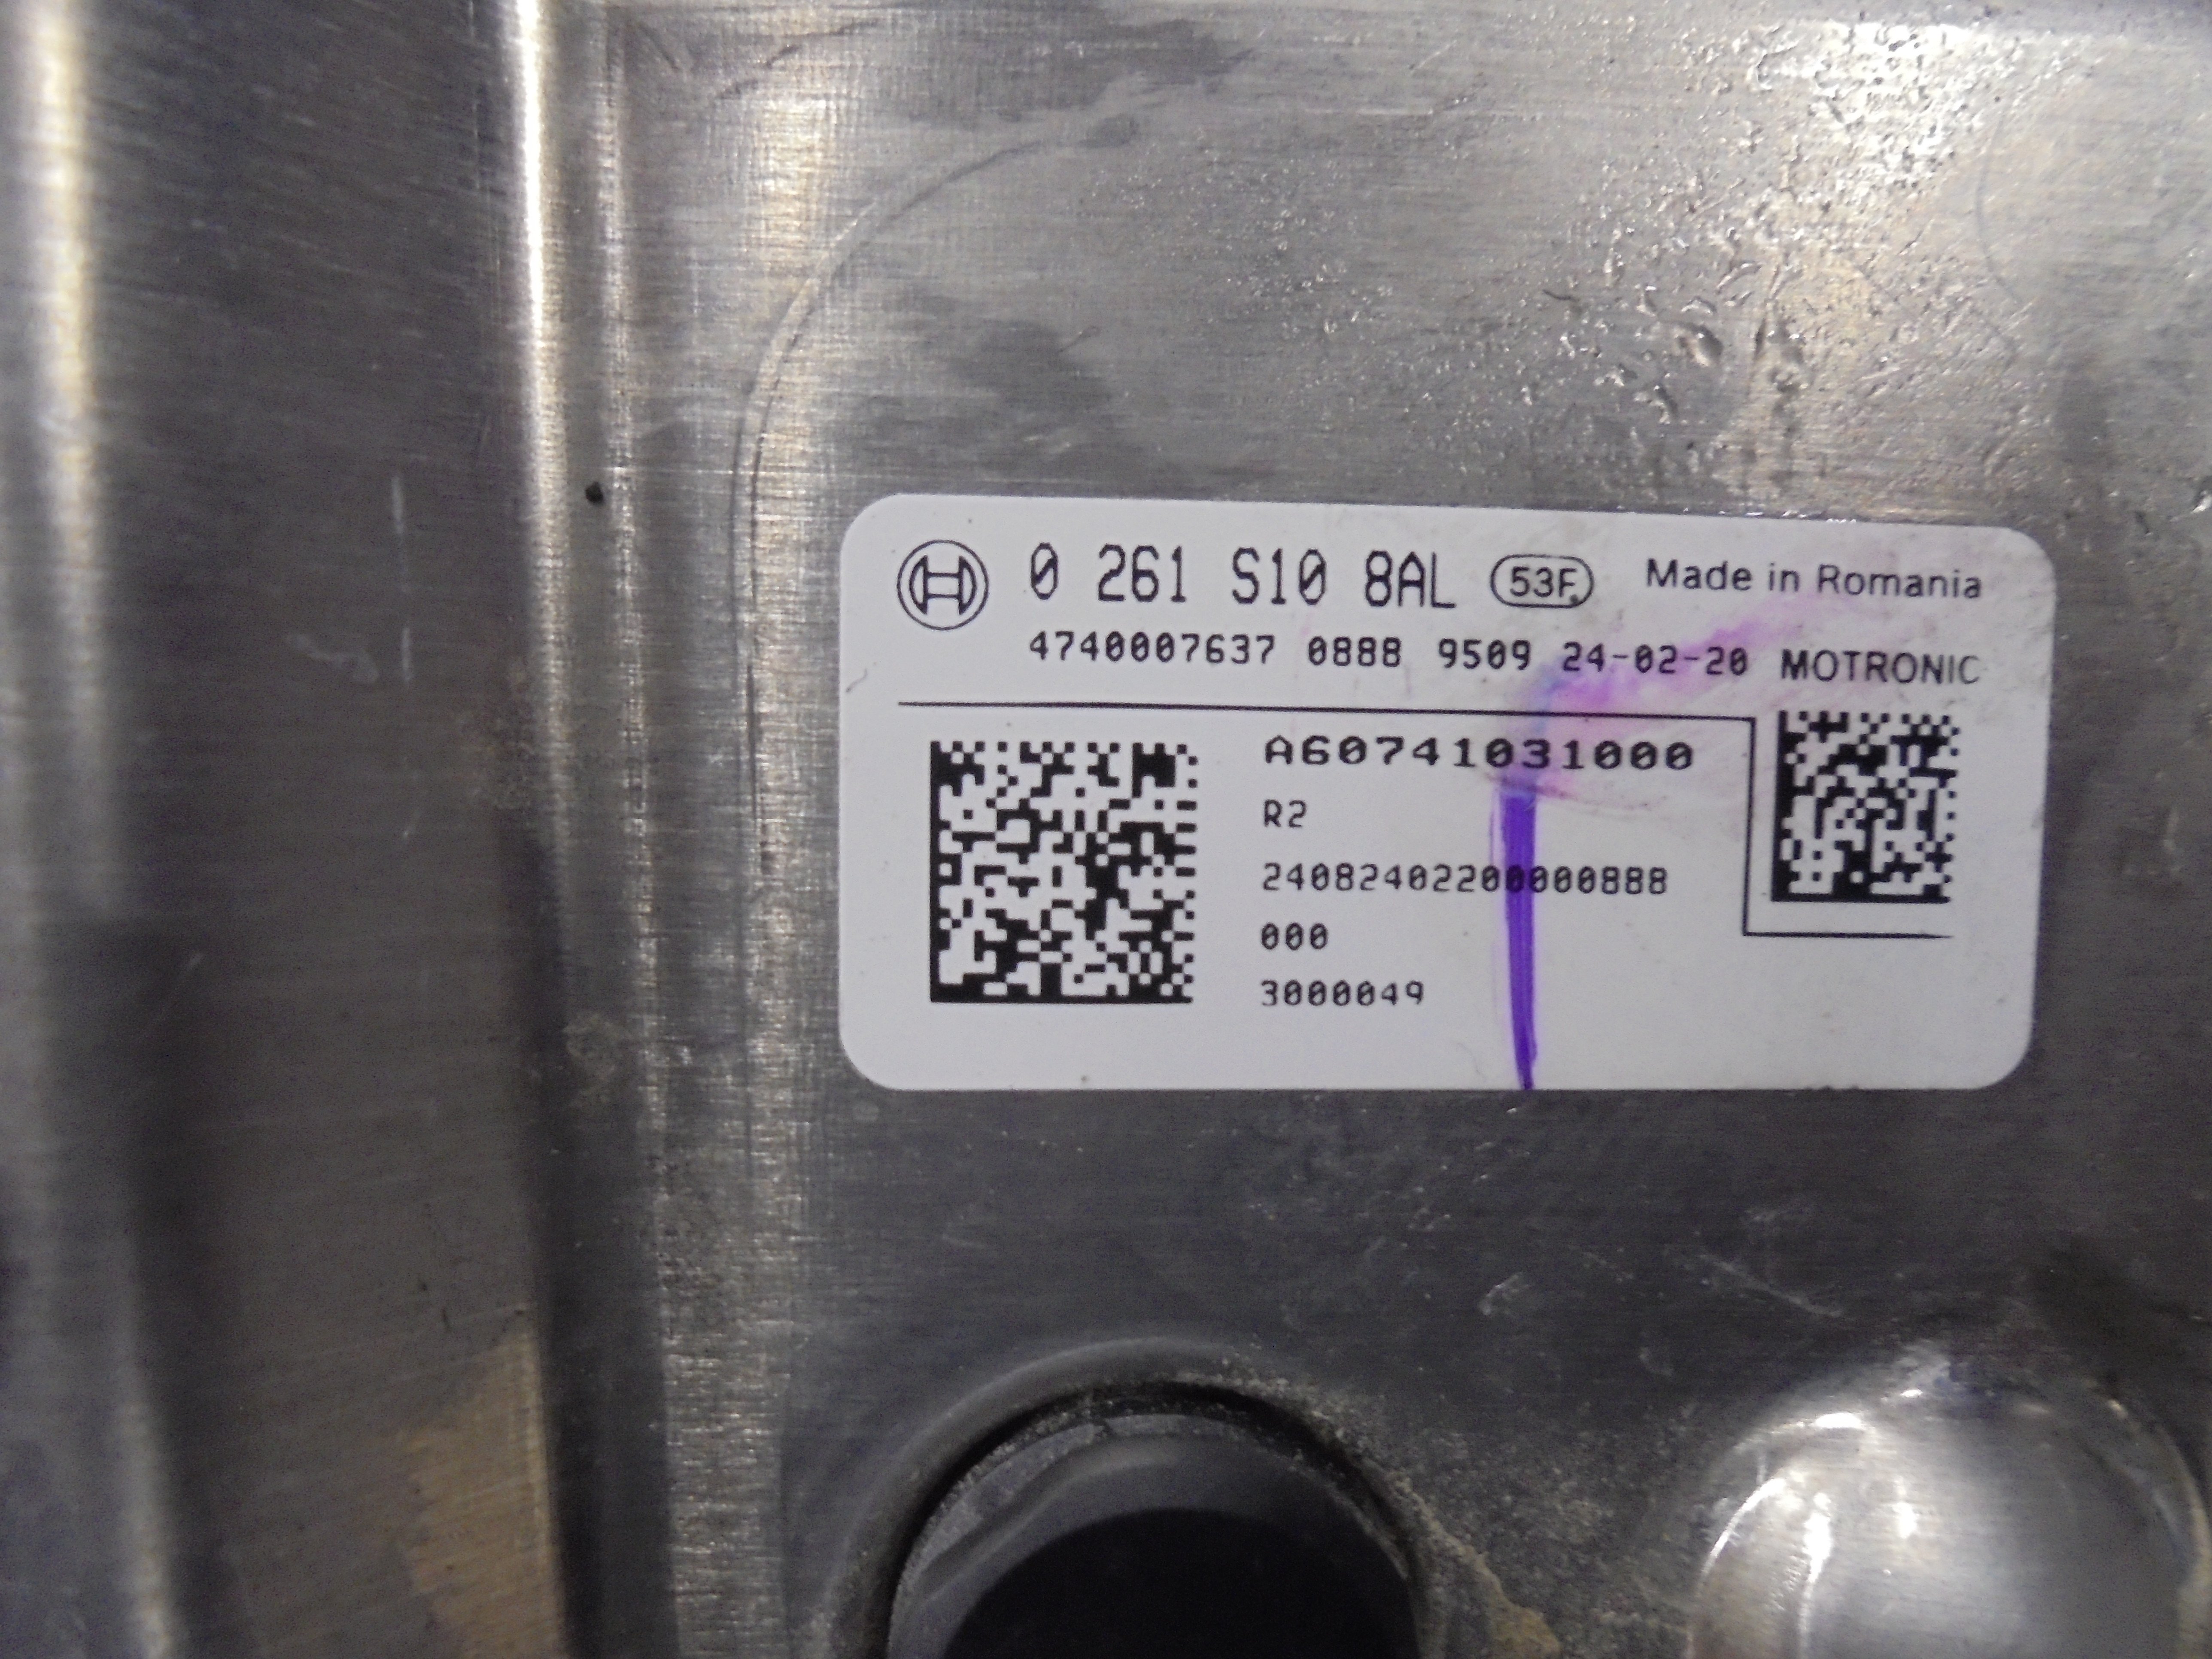 0 261 S10 8AL 53F Made in Romania
4740007637 0888 9509 24-02-20 MOTRONIC
A60741031000
R2
24082402200000888
000
3000049